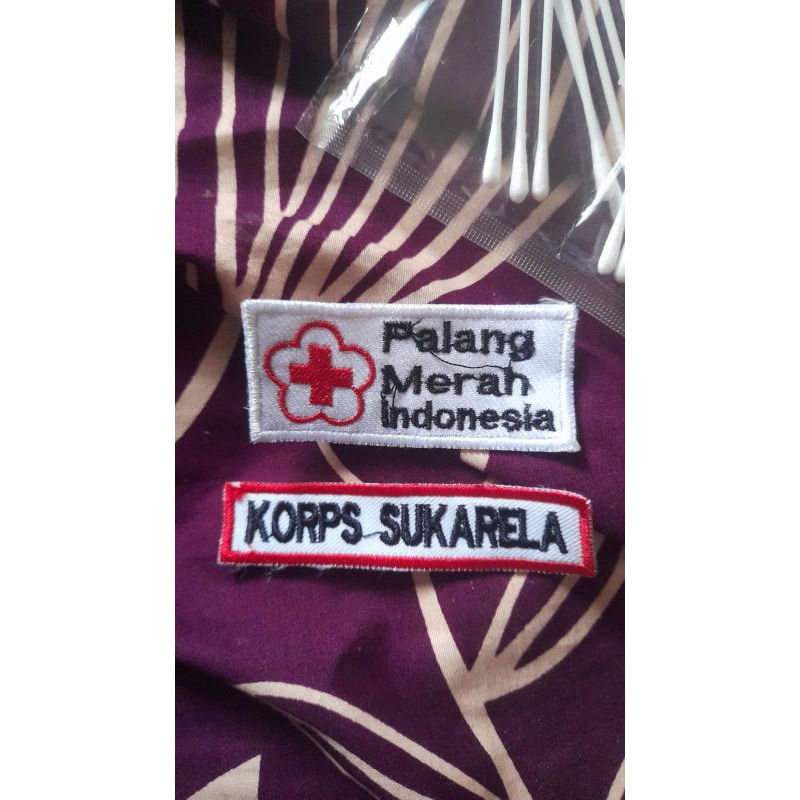 Palang
Merah
Indonesia
KORPS SUKARELA